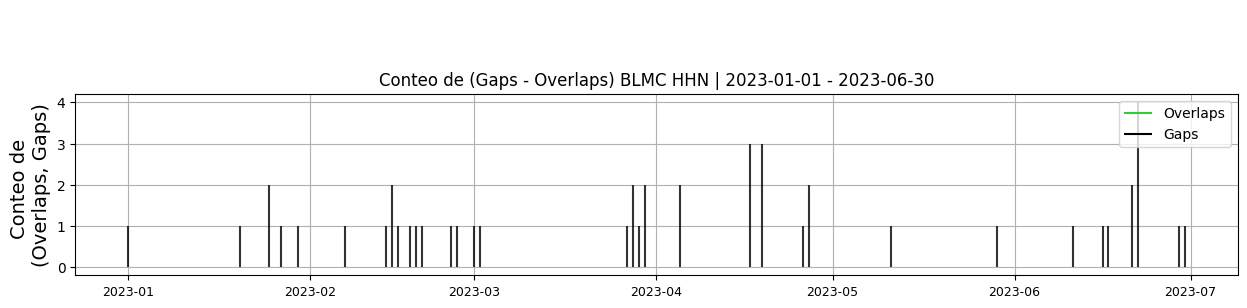 Conteo de (Gaps - Overlaps) BLMC HHN | 2023-01-01 - 2023-06-30
Conteo de
(Overlaps, Gaps)
4
3
2
1
0
Overlaps
Gaps
2023-01
2023-02
2023-03
2023-04
2023-05
2023-06
2023-07